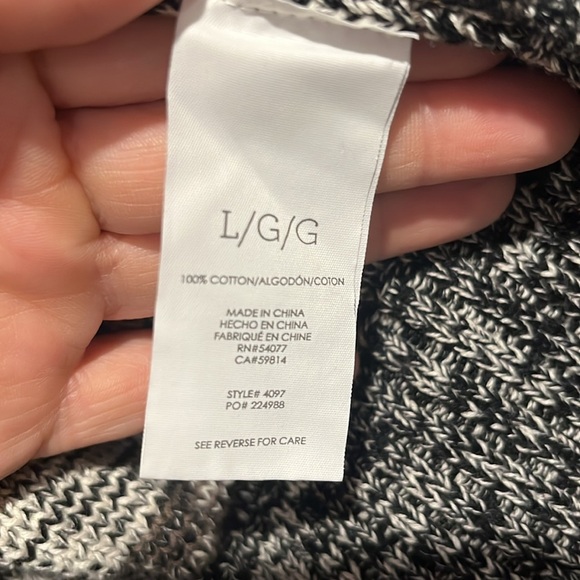 L/G/G
100% COTTON/ALGODÓN/COTON
MADE IN CHINA
HECHO EN CHINA
FABRIQUÉ EN CHINE
RN#54077
CA#59814
STYLE# 4097
PO# 224988
SEE REVERSE FOR CARE